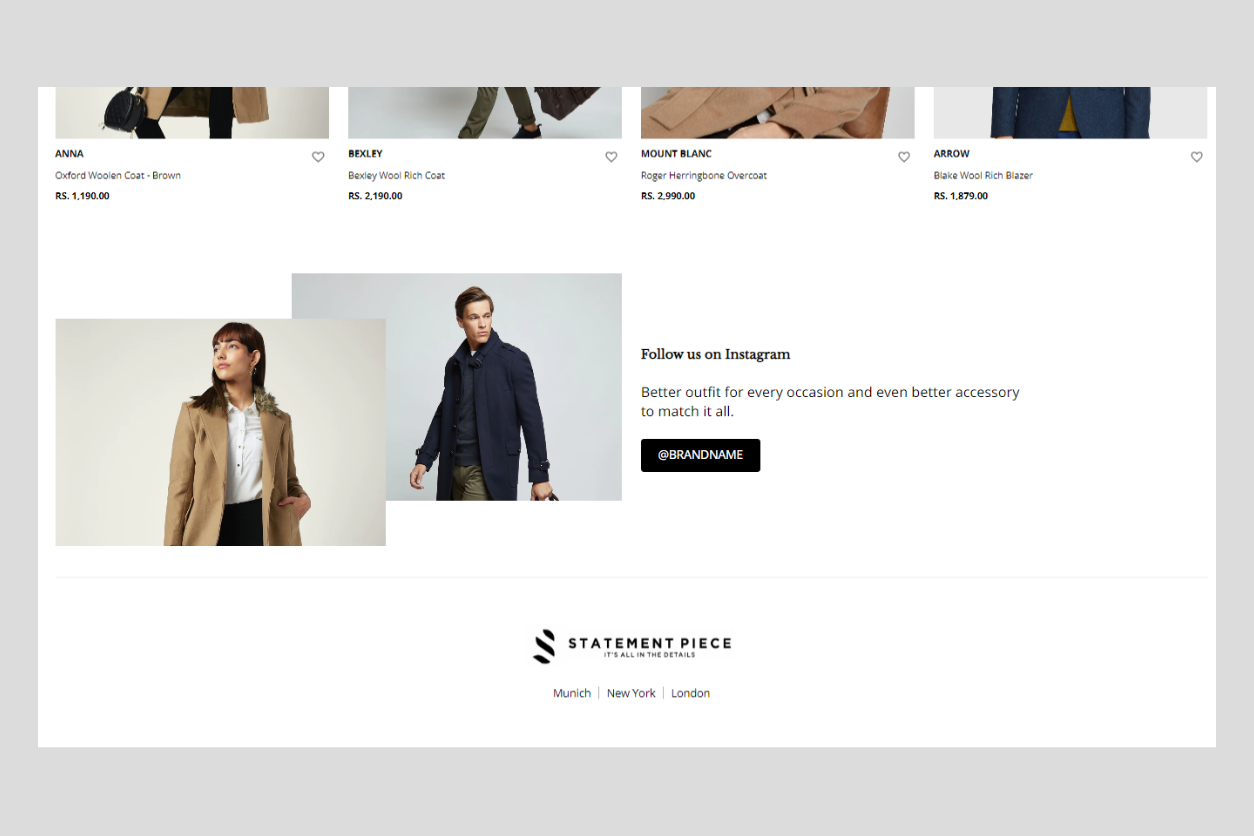 ANNA
Oxford Woolen Coat - Brown
RS. 1,190.00
BEXLEY
Bexley Wool Rich Coat
RS. 2,190.00
MOUNT BLANC
Roger Herringbone Overcoat
RS. 2,990.00
ARROW
Blake Wool Rich Blazer
RS. 1,879.00
Follow us on Instagram
Better outfit for every occasion and even better accessory
to match it all.
@BRANDNAME
STATEMENT PIECE
IT'S ALL IN THE DETAILS
Munich | New York | London